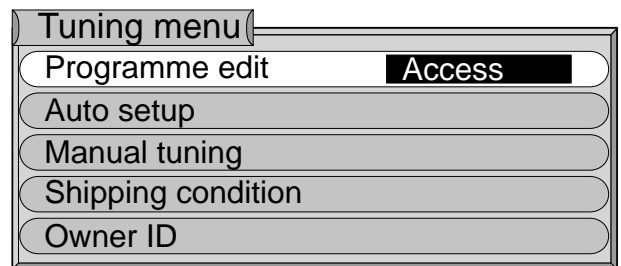 Tuning menu
Programme edit Access
Auto setup
Manual tuning
Shipping condition
Owner ID